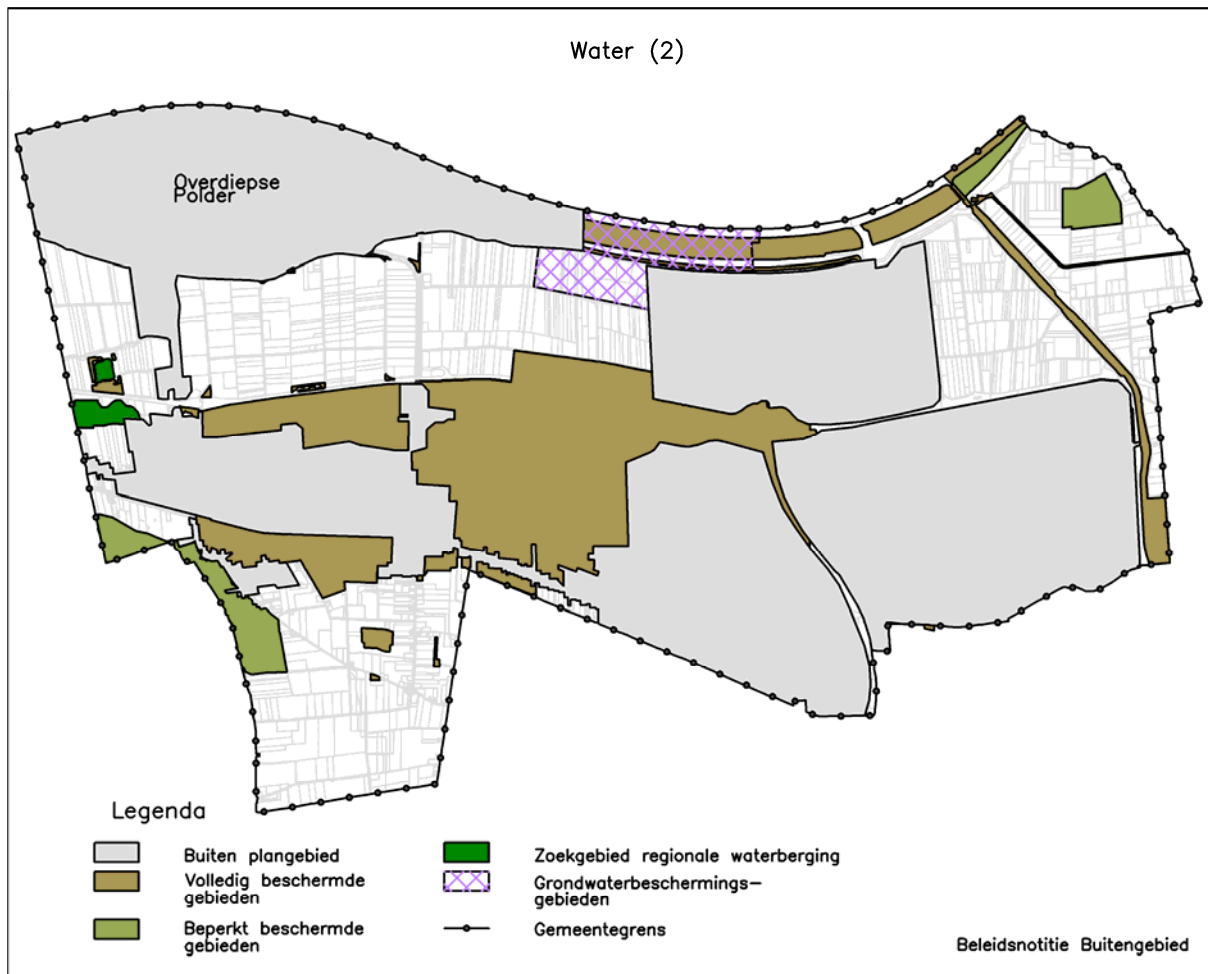 Water (2)
Overdiepse
Polder
Legenda
Buiten plangebied
Volledig beschermde
gebieden
Beperkt beschermde
gebieden
Zoekgebied regionale waterberging
Grondwaterbeschermings-
gebieden
Gemeentegrens
Beleidsnotitie Buitengebied